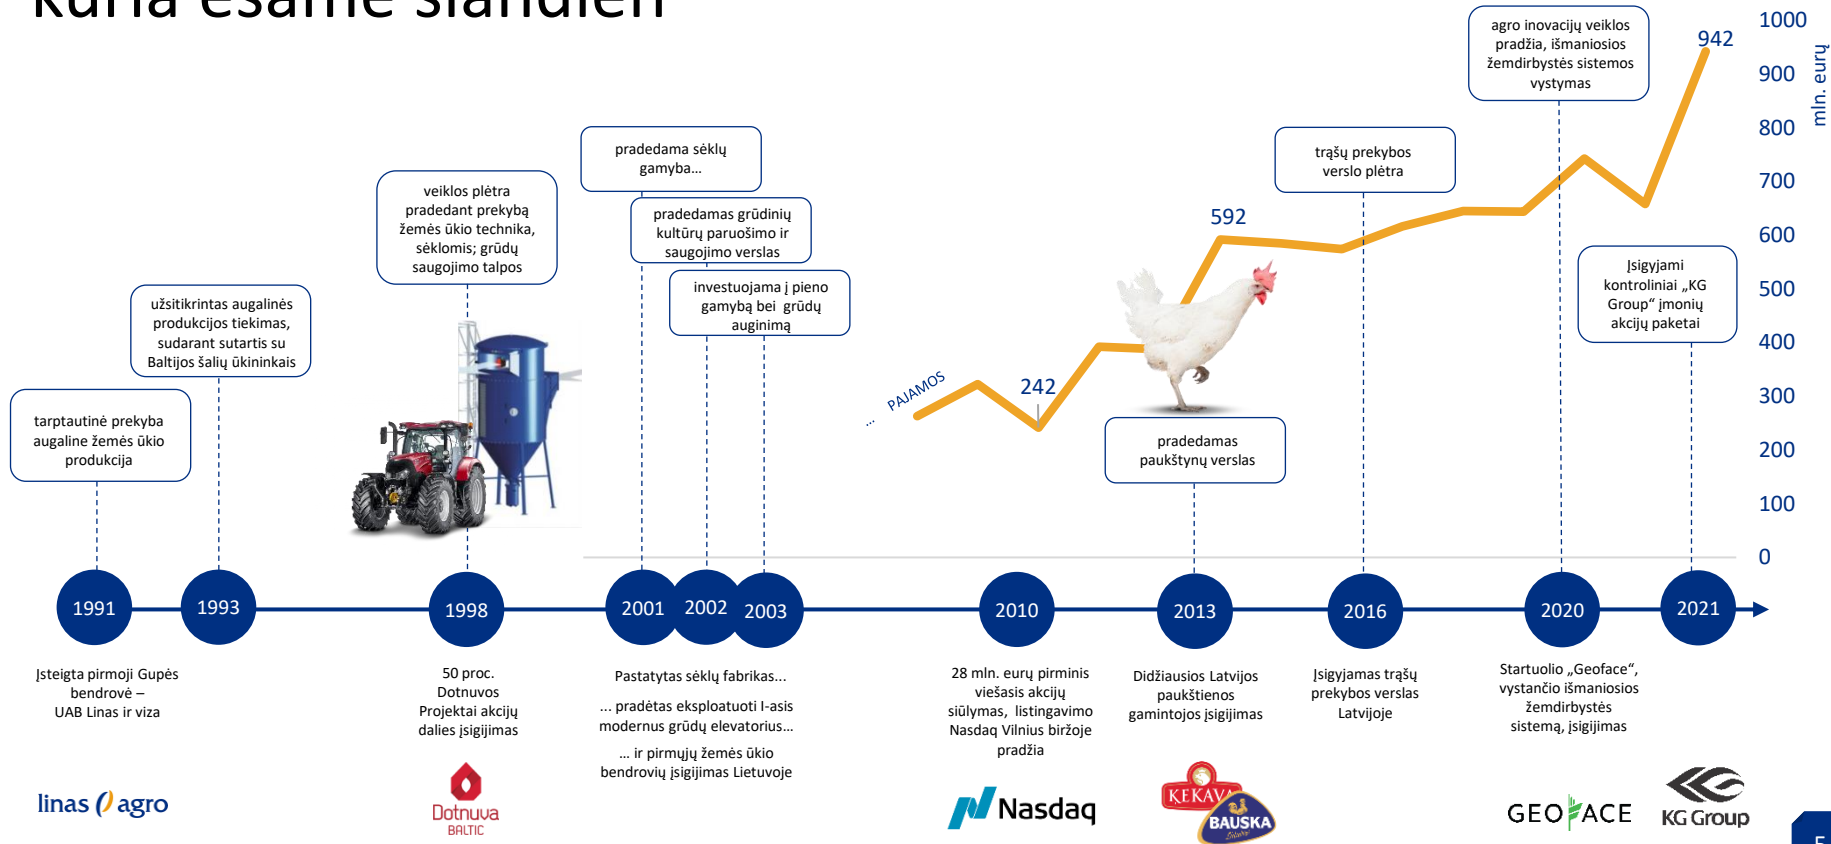 kuria esame šiandien
agro inovacijų veiklos
pradžia, išmaniosios
žemdirbystės sistemos
vystymas
942
1000
900
800
700
600
500
400
300
200
100
0
mln. eurų
pradedama sėklų
gamyba...
trąšų prekybos
verslo plėtra
veiklos plėtra
pradedant prekybą
žemės ūkio technika,
sėklomis; grūdų
saugojimo talpos
pradedamas grūdinių
kultūrų paruošimo ir
saugojimo verslas
592
Įsigyjami
kontroliniai „KG
Group“ įmonių
akcijų paketai
užsitikrintas augalinės
produkcijos tiekimas,
sudarant sutartis su
Baltijos šalių ūkininkais
investuojama į pieno
gamybą bei grūdų
auginimą
... PAJAMOS
242
tarptautinė prekyba
augaline žemės ūkio
produkcija
pradedamas
paukštynų verslas
1991
1993
1998
2001
2002
2003
2010
2013
2016
2020
2021
Įsteigta pirmoji Gupės
bendrovė –
UAB Linas ir viza
50 proc.
Dotnuvos
Projektai akcijų
dalies įsigijimas
Pastatytas sėklų fabrikas...
... pradėtas eksploatuoti I-asis
modernus grūdų elevatorius...
... ir pirmųjų žemės ūkio
bendrovių įsigijimas Lietuvoje
28 mln. eurų pirminis
viešasis akcijų
siūlymas, listingavimo
Nasdaq Vilnius biržoje
pradžia
Didžiausios Latvijos
paukštienos
gamintojos įsigijimas
Įsigyjamas trąšų
prekybos verslas
Latvijoje
Startuolio „Geoface“,
vystančio išmaniosios
žemdirbystės
sistemą, įsigijimas
linas agro
Dotnuva
BALTIC
Nasdaq
KEKAVA
BAUSKA
GEOFACE
KG Group
5